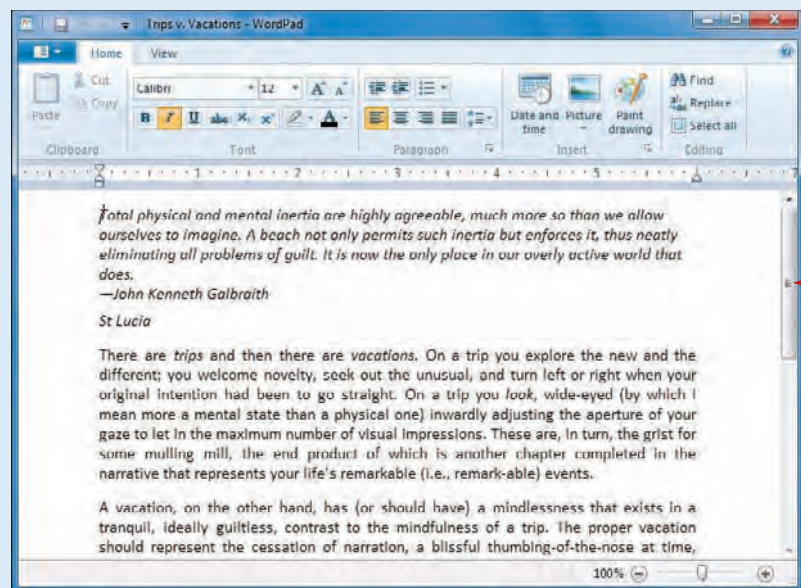 Trips v. Vacations - WordPad
Home View
Cut
Copy
Paste
Clipboard
Calibri 12 A A
B I U abc X₂ X² A
Font
Paragraph
Date and time
Picture
Paint drawing
Insert
Find
Replace
Select all
Editing
1 2 3 4 5 7
Total physical and mental inertia are highly agreeable, much more so than we allow
ourselves to imagine. A beach not only permits such inertia but enforces it, thus neatly
eliminating all problems of guilt. It is now the only place in our overly active world that
does.
—John Kenneth Galbraith
St Lucia
There are trips and then there are vacations. On a trip you explore the new and the
different; you welcome novelty, seek out the unusual, and turn left or right when your
original intention had been to go straight. On a trip you look, wide-eyed (by which I
mean more a mental state than a physical one) inwardly adjusting the aperture of your
gaze to let in the maximum number of visual impressions. These are, in turn, the grist for
some mulling mill, the end product of which is another chapter completed in the
narrative that represents your life's remarkable (i.e., remark-able) events.
A vacation, on the other hand, has (or should have) a mindlessness that exists in a
tranquil, ideally guiltless, contrast to the mindfulness of a trip. The proper vacation
should represent the cessation of narration, a blissful thumbing-of-the-nose at time,
100%